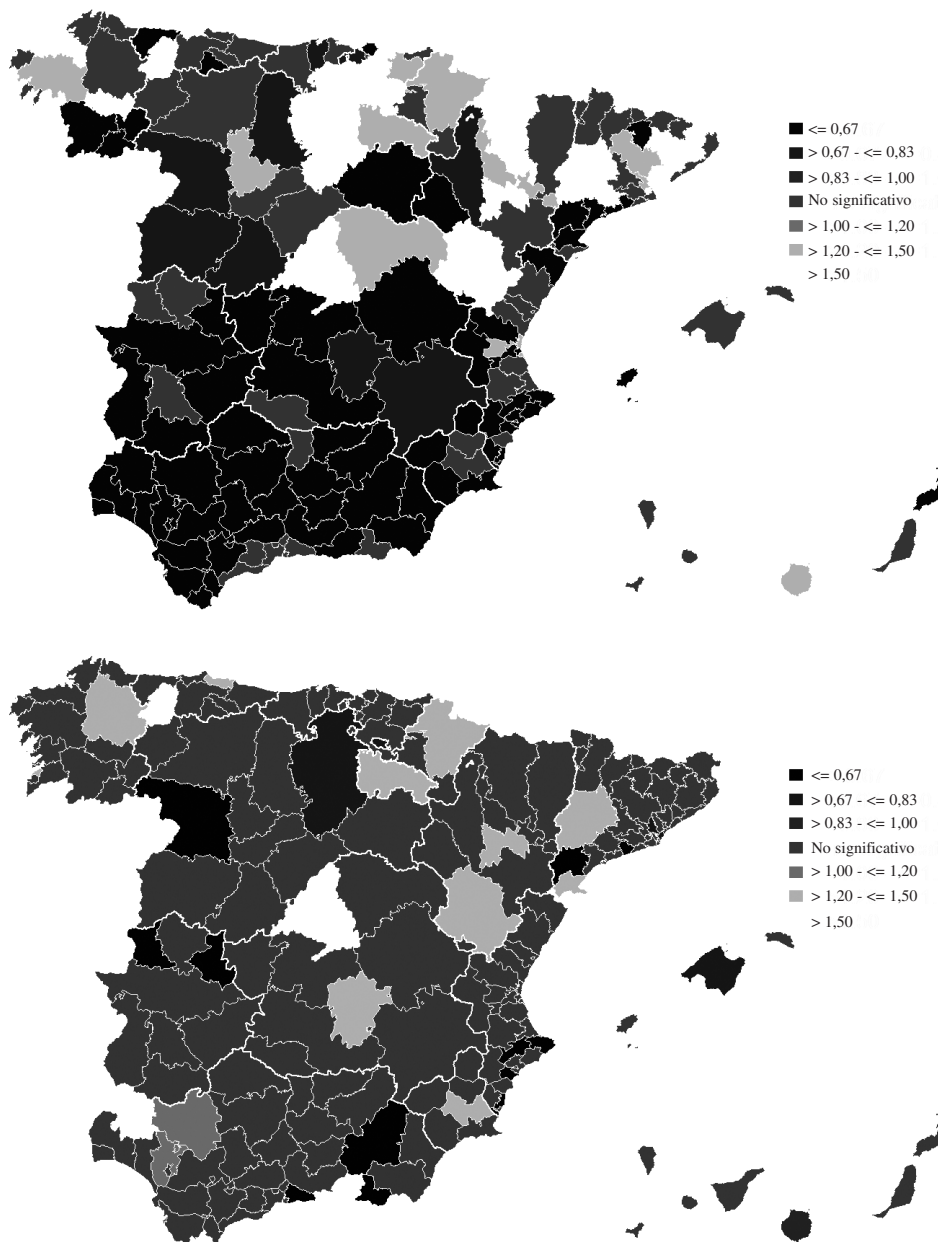 <= 0,67
> 0,67 - <= 0,83
> 0,83 - <= 1,00
No significativo
> 1,00 - <= 1,20
> 1,20 - <= 1,50
> 1,50
<= 0,67
> 0,67 - <= 0,83
> 0,83 - <= 1,00
No significativo
> 1,00 - <= 1,20
> 1,20 - <= 1,50
> 1,50